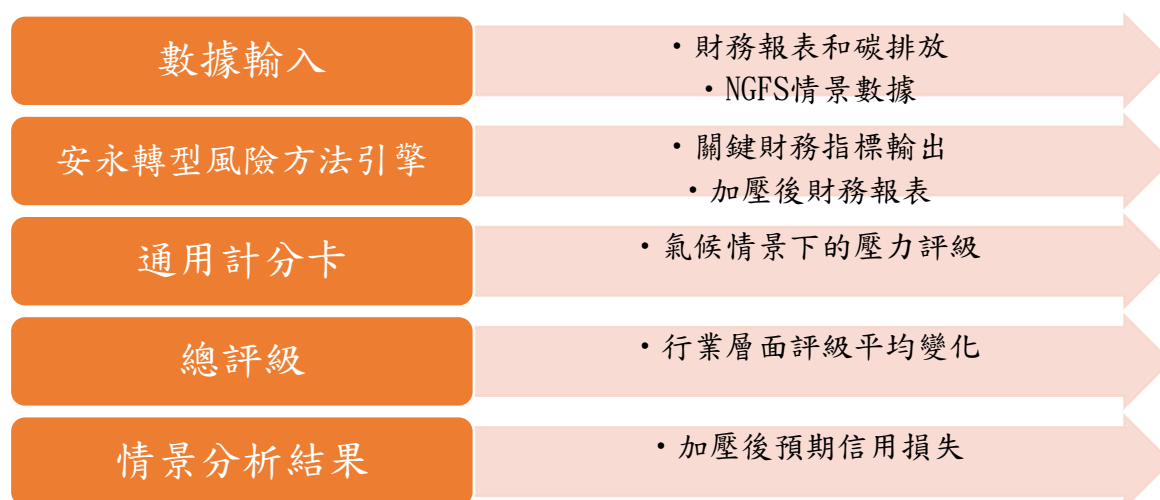 數據輸入
•財務報表和碳排放
•NGFS情景數據
安永轉型風險方法引擎
•關鍵財務指標輸出
•加壓後財務報表
通用計分卡
•氣候情景下的壓力評級
總評級
•行業層面評級平均變化
情景分析結果
•加壓後預期信用損失